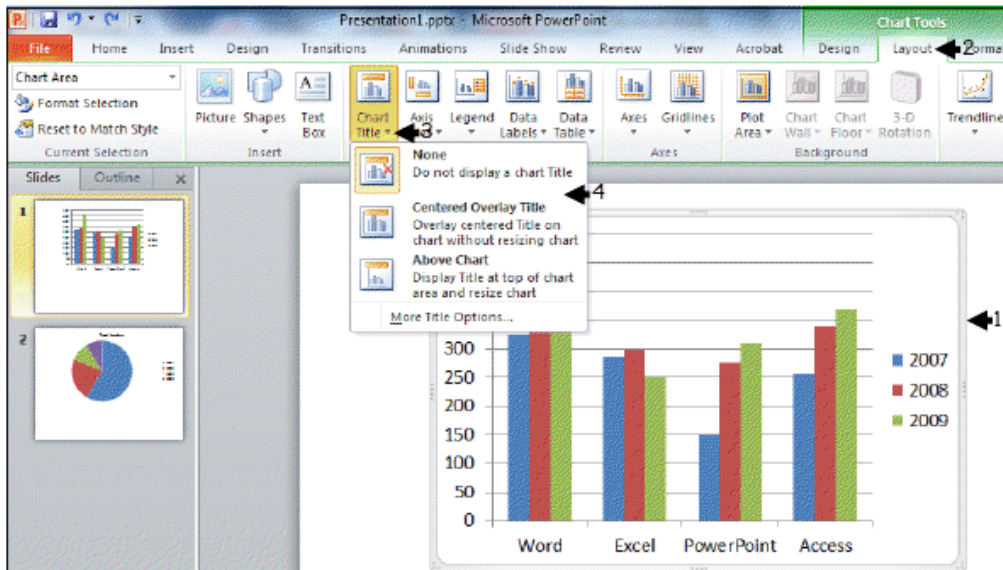 Presentation1.pptx - Microsoft PowerPoint
Chart Tools
File Home Insert Design Transitions Animations Slide Show Review View Acrobat Design Layout 2 Forma
Chart Area
Format Selection
Reset to Match Style
Current Selection
Picture Shapes Text Box
Insert
Chart Title 3 Axis Legend Data Labels Data Table
Axes Gridlines
Axes
Plot Area Chart Wall Chart Floor 3-D Rotation
Background
Trendline
Slides Outline
1
2
None
Do not display a chart Title
4
Centered Overlay Title
Overlay centered Title on
chart without resizing chart
Above Chart
Display Title at top of chart
area and resize chart
More Title Options...
1
300
250
200
150
100
50
0
Word Excel PowerPoint Access
2007
2008
2009